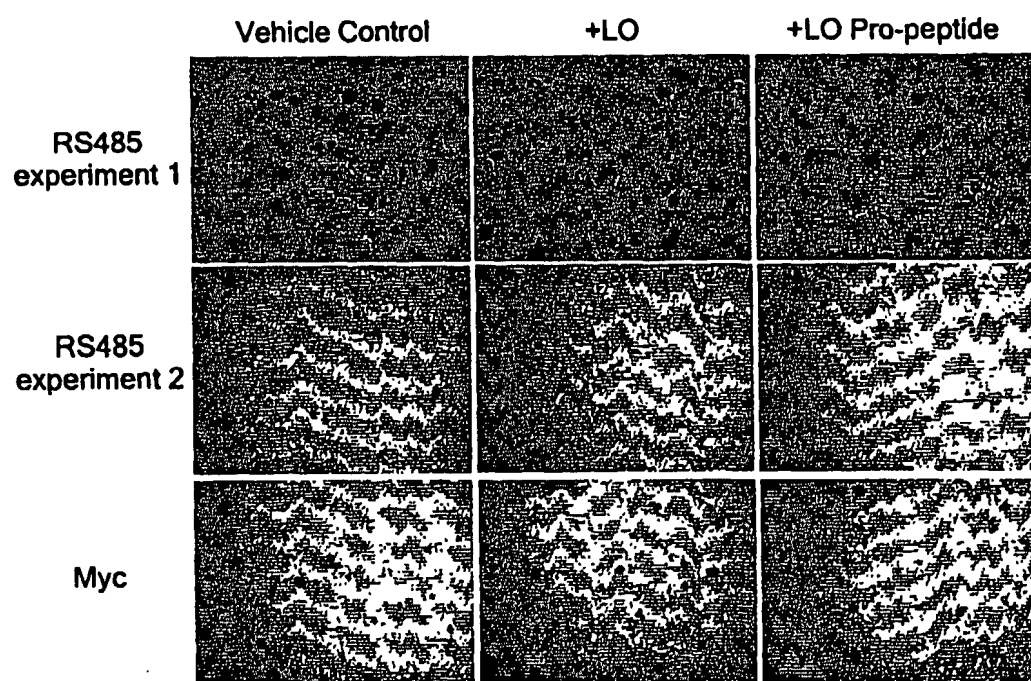 Vehicle Control +LO +LO Pro-peptide
RS485
experiment 1
RS485
experiment 2
Myc